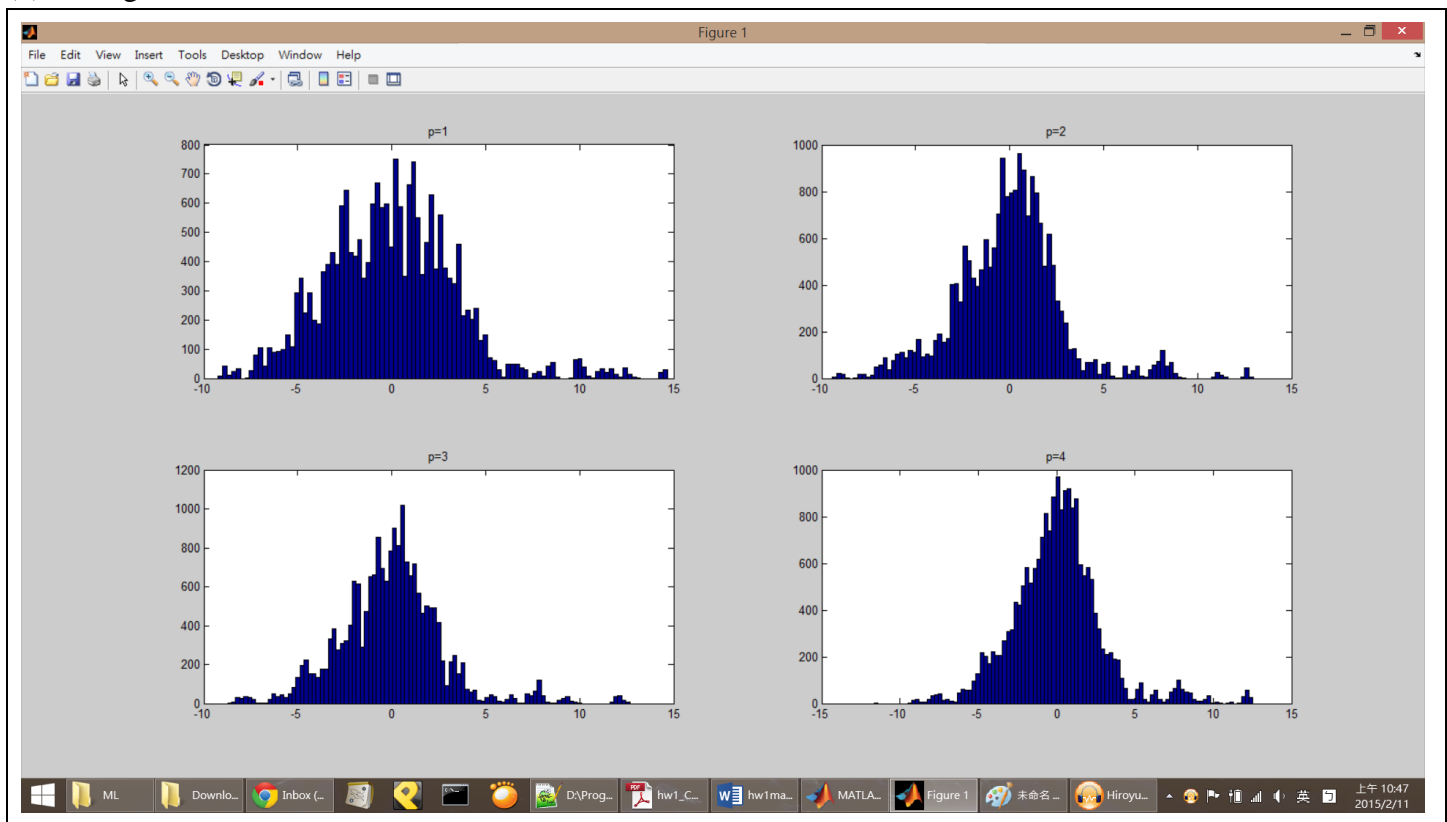 Figure 1
File Edit View Insert Tools Desktop Window Help
p=1
800
700
600
500
400
300
200
100
0
-10 -5 0 5 10 15
p=2
1000
800
600
400
200
0
-10 -5 0 5 10 15
p=3
1200
1000
800
600
400
200
0
-10 -5 0 5 10 15
p=4
1000
800
600
400
200
0
-15 -10 -5 0 5 10 15
ML Downlo... Inbox (... D:\Prog... hw1_C... hw1ma... MATLA... Figure 1 未命名 ... Hiroyu... 英 上午 10:47
2015/2/11